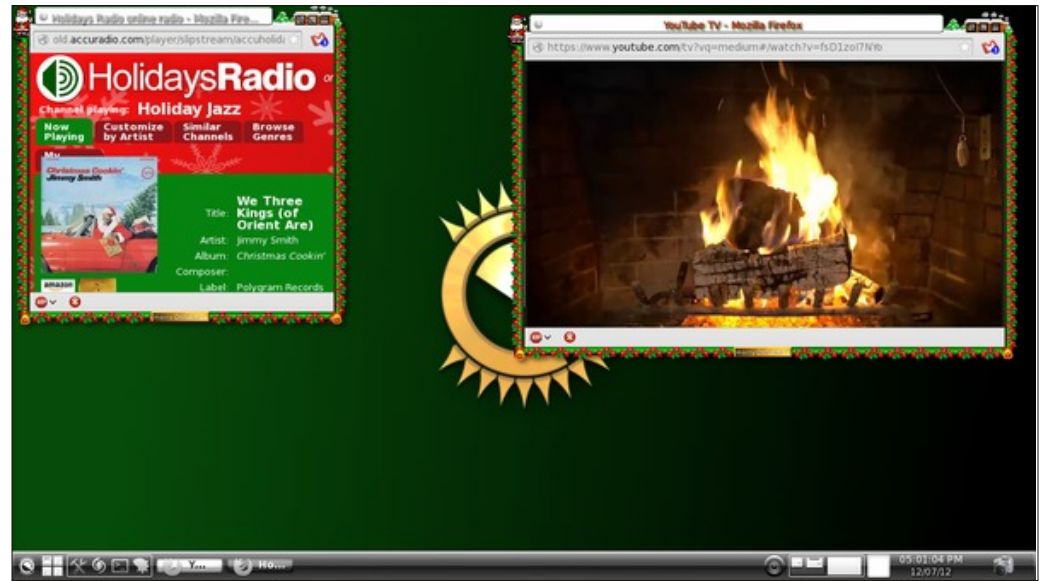 Holidays Radio online radio - Mozilla Fire...
old.accuradio.com/player/slipstream/accuholida
HolidaysRadio
Channel playing: Holiday Jazz
Now Playing
Customize by Artist
Similar Channels
Browse Genres
My
Christmas Cookin'
Jimmy Smith
Title: We Three Kings (of Orient Are)
Artist: Jimmy Smith
Album: Christmas Cookin'
Composer:
amazon
Label: Polygram Records
YouTube TV - Mozilla Firefox
https://www.youtube.com/tv?vq=medium#/watch?v=fsD1zoI7NYo
Y...
Ho...
05:01:04 PM
12/07/12